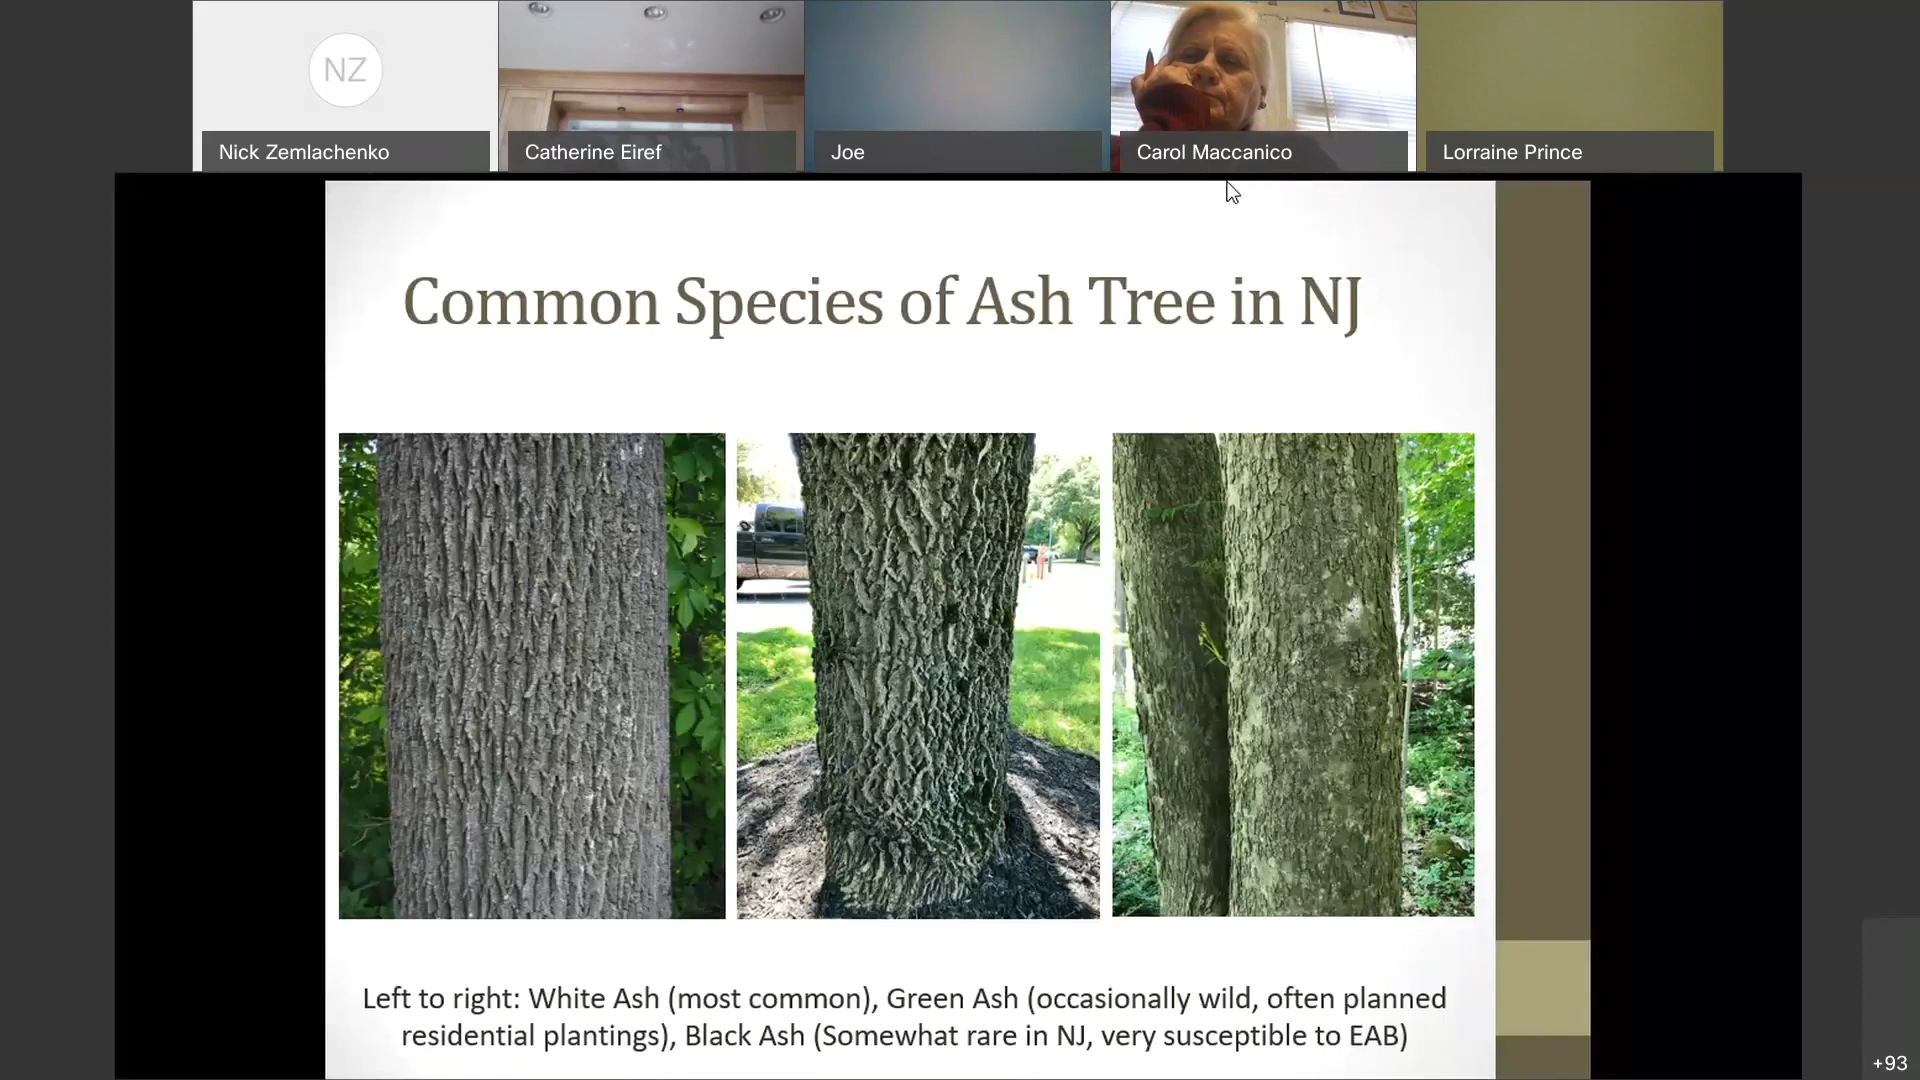 NZ
Nick Zemlachenko
Catherine Eiref
Joe
Carol Maccanico
Lorraine Prince
Common Species of Ash Tree in NJ
Left to right: White Ash (most common), Green Ash (occasionally wild, often planned
residential plantings), Black Ash (Somewhat rare in NJ, very susceptible to EAB)
+93